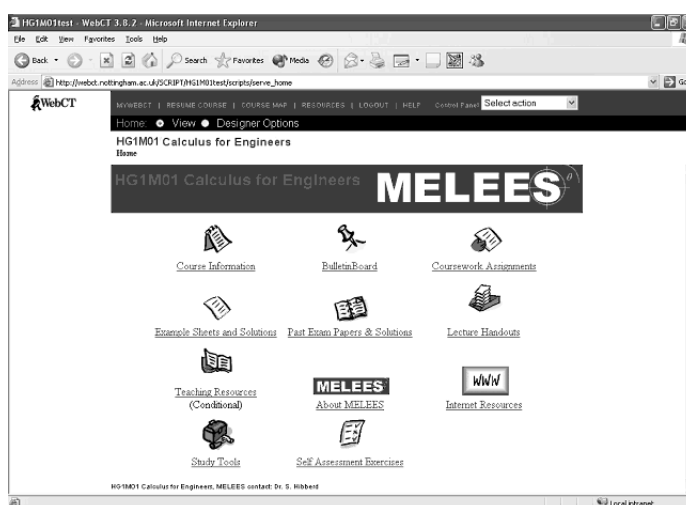 HG1M01test - WebCT 3.8.2 - Microsoft Internet Explorer
File Edit View Favorites Tools Help
Back Search Favorites Media
Address http://webct.nottingham.ac.uk/SCRIPT/HG1M01test/scripts/serve_home Go
WebCT MYWEBCT | RESUME COURSE | COURSE MAP | RESOURCES | LOGOUT | HELP Control Panel Select action
Home: View Designer Options
HG1M01 Calculus for Engineers
Home
HG1M01 Calculus for Engineers MELEES
Course Information BulletinBoard Coursework Assignments
Example Sheets and Solutions Past Exam Papers & Solutions Lecture Handouts
WWW
MELEES
Teaching Resources About MELEES Internet Resources
(Conditional)
Study Tools Self Assessment Exercises
HG1M01 Calculus for Engineers, MELEES contact: Dr. S. Hibberd
Local intranet